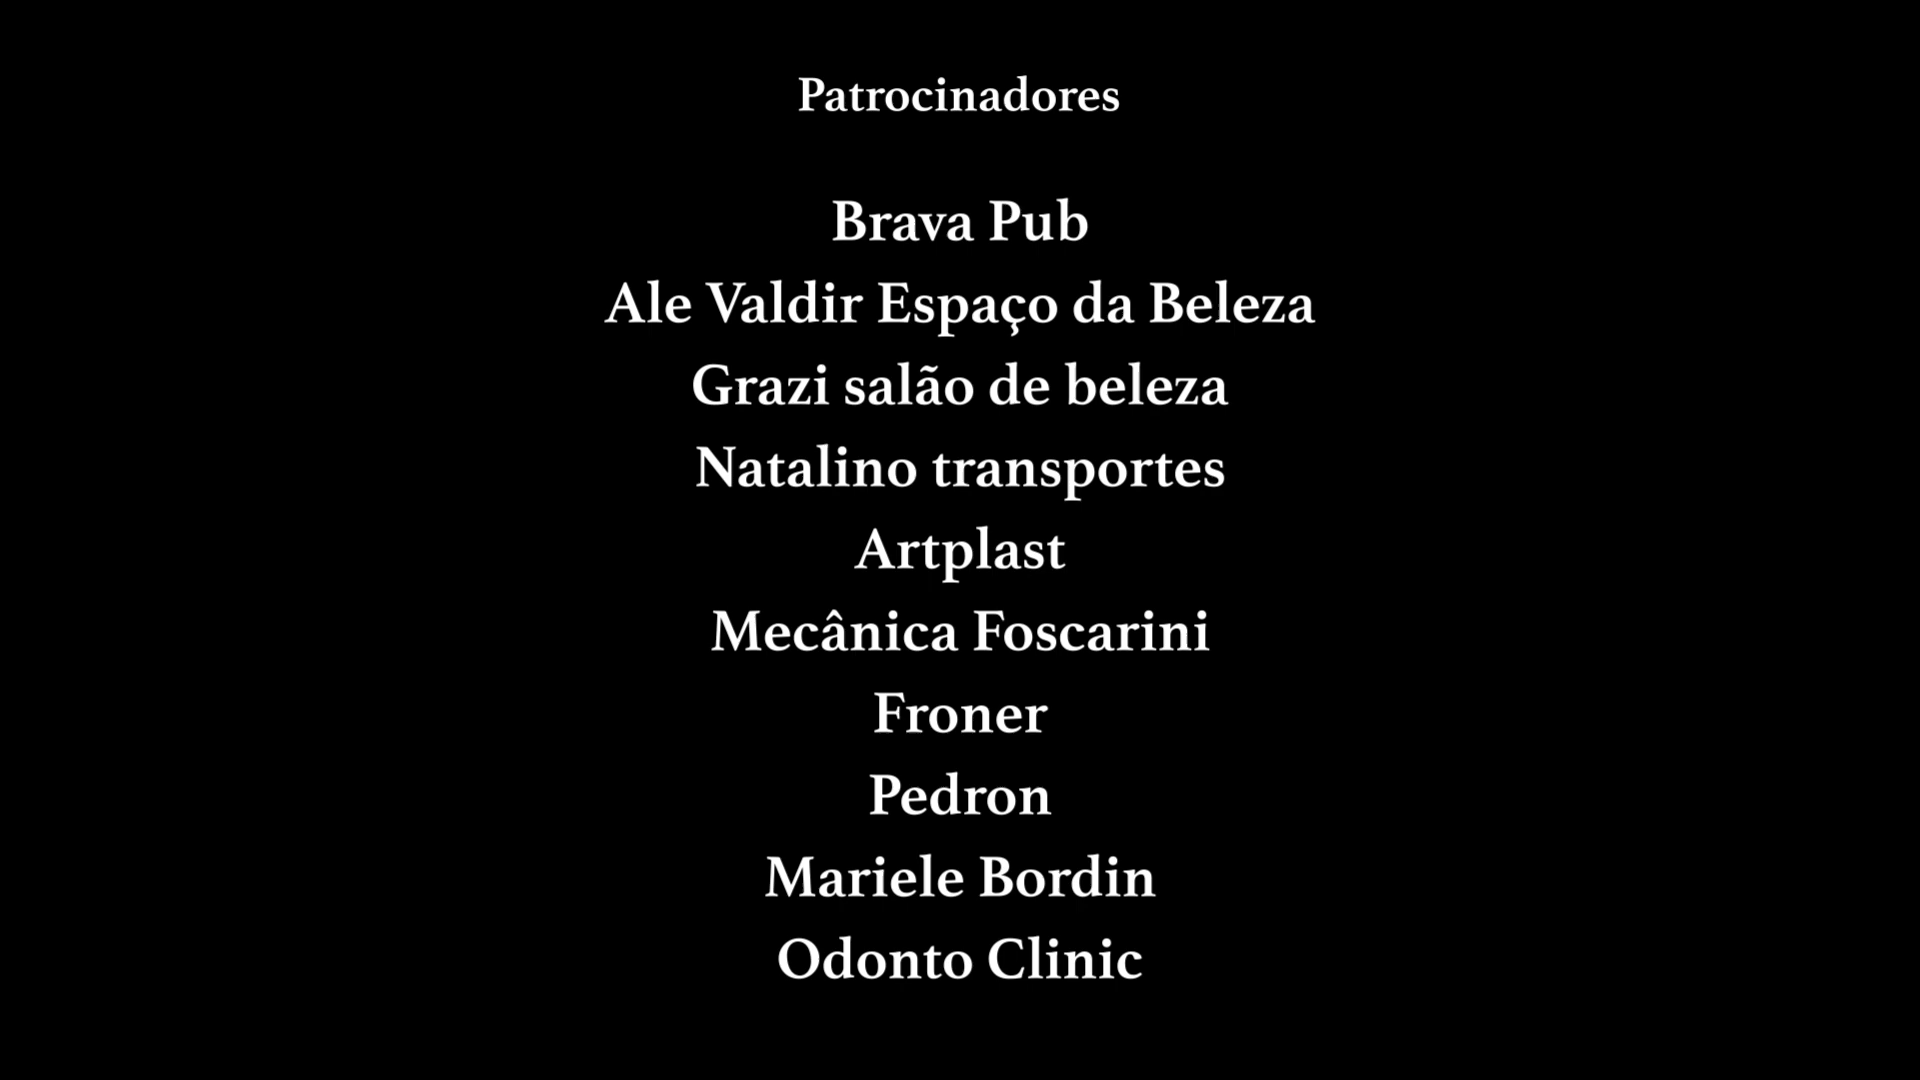 Patrocinadores
Brava Pub
Ale Valdir Espaço da Beleza
Grazi salão de beleza
Natalino transportes
Artplast
Mecânica Foscarini
Froner
Pedron
Mariele Bordin
Odonto Clinic